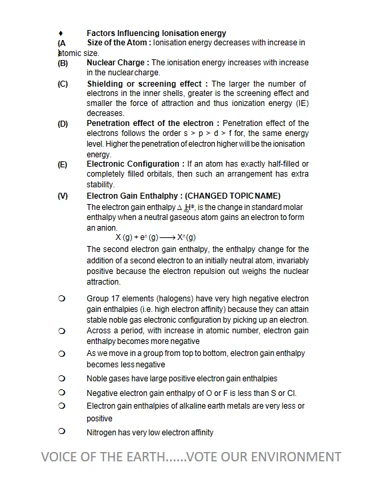 ♦ Factors Influencing Ionisation energy
(A) Size of the Atom : Ionisation energy decreases with increase in
atomic size.
(B) Nuclear Charge : The ionisation energy increases with increase
in the nuclear charge.
(C) Shielding or screening effect : The larger the number of
electrons in the inner shells, greater is the screening effect and
smaller the force of attraction and thus ionization energy (IE)
decreases.
(D) Penetration effect of the electron : Penetration effect of the
electrons follows the order s > p > d > f for, the same energy
level. Higher the penetration of electron higher will be the ionisation
energy.
(E) Electronic Configuration : If an atom has exactly half-filled or
completely filled orbitals, then such an arrangement has extra
stability.
(V) Electron Gain Enthalphy : (CHANGED TOPIC NAME)
The electron gain enthalpy Δ H, is the change in standard molar
enthalpy when a neutral gaseous atom gains an electron to form
an anion.
X (g) + e⁻ (g) ⟶ X⁻ (g)
The second electron gain enthalpy, the enthalpy change for the
addition of a second electron to an initially neutral atom, invariably
positive because the electron repulsion out weighs the nuclear
attraction.
❍ Group 17 elements (halogens) have very high negative electron
gain enthalpies (i.e. high electron affinity) because they can attain
stable noble gas electronic configuration by picking up an electron.
❍ Across a period, with increase in atomic number, electron gain
enthalpy becomes more negative
❍ As we move in a group from top to bottom, electron gain enthalpy
becomes less negative
❍ Noble gases have large positive electron gain enthalpies
❍ Negative electron gain enthalpy of O or F is less than S or Cl.
❍ Electron gain enthalpies of alkaline earth metals are very less or
positive
❍ Nitrogen has very low electron affinity
VOICE OF THE EARTH......VOTE OUR ENVIRONMENT